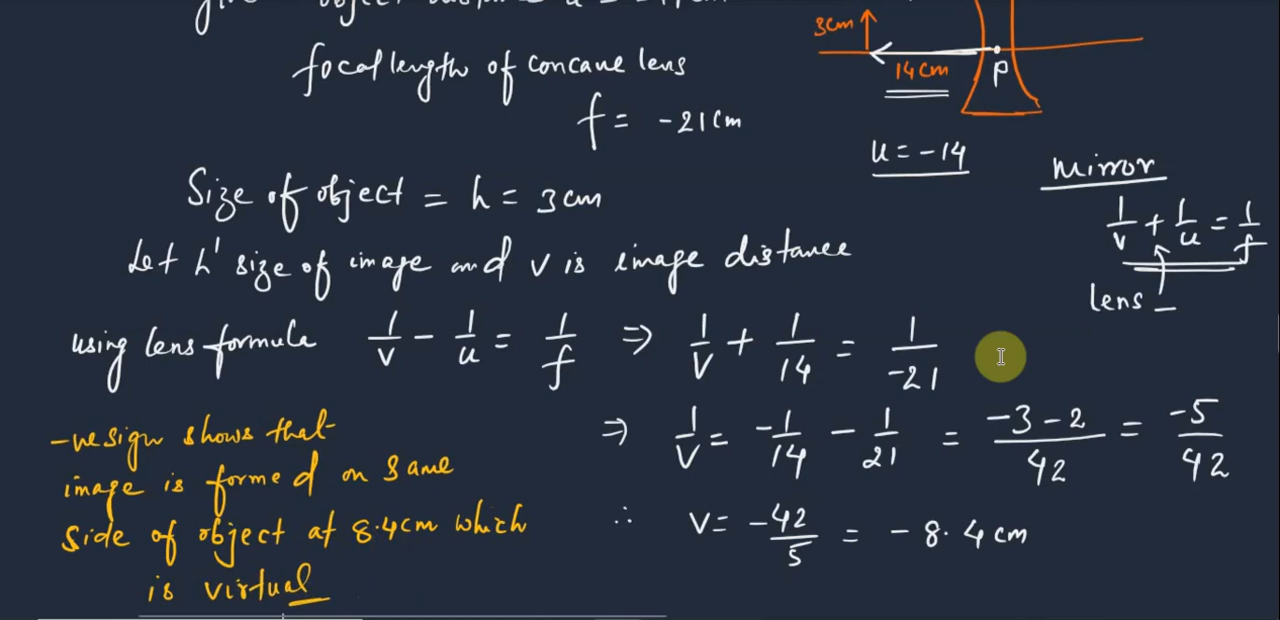 focal length of concave lens
f = -21cm
Size of object = h = 3cm
Let h' size of image and v is image distance
using lens formula 1/v - 1/u = 1/f ⇒ 1/v + 1/14 = 1/-21
⇒ 1/v = -1/14 - 1/21 = -3-2/42 = -5/42
∴ v = -42/5 = -8.4 cm
-ve sign shows that
image is formed on same
side of object at 8.4cm which
is virtual
3cm
14cm
P
u = -14
mirror
1/v + 1/u = 1/f
lens -